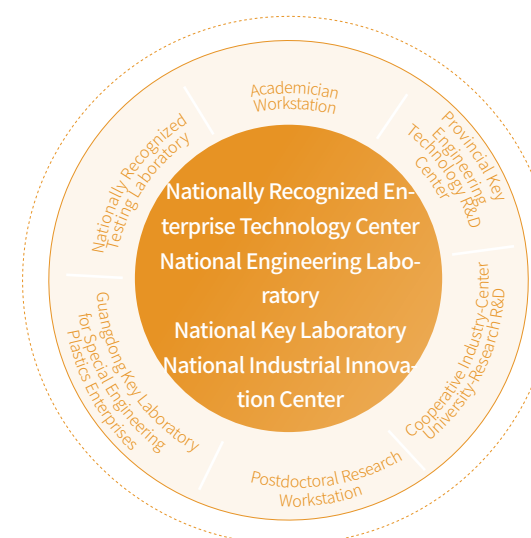 Academician
Workstation
Provincial Key
Engineering
Technology R&D
Center
Cooperative Industry-Center
University-Research R&D
Postdoctoral Research
Workstation
Guangdong Key Laboratory
for Special Engineering
Plastics Enterprises
Nationally Recognized
Testing Laboratory
Nationally Recognized En-
terprise Technology Center
National Engineering Labo-
ratory
National Key Laboratory
National Industrial Innova-
tion Center